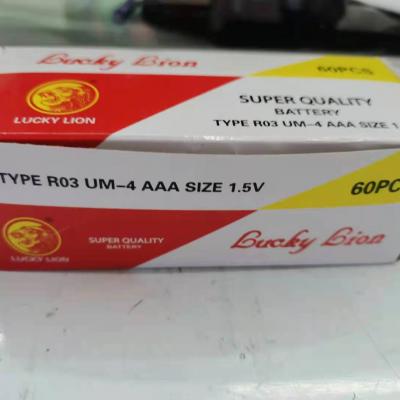 Lucky Lion
60PCS
LUCKY LION
SUPER QUALITY
BATTERY
TYPE R03 UM-4 AAA SIZE 1
TYPE R03 UM-4 AAA SIZE 1.5V
60PC
LUCKY LION
SUPER QUALITY
BATTERY
Lucky Lion